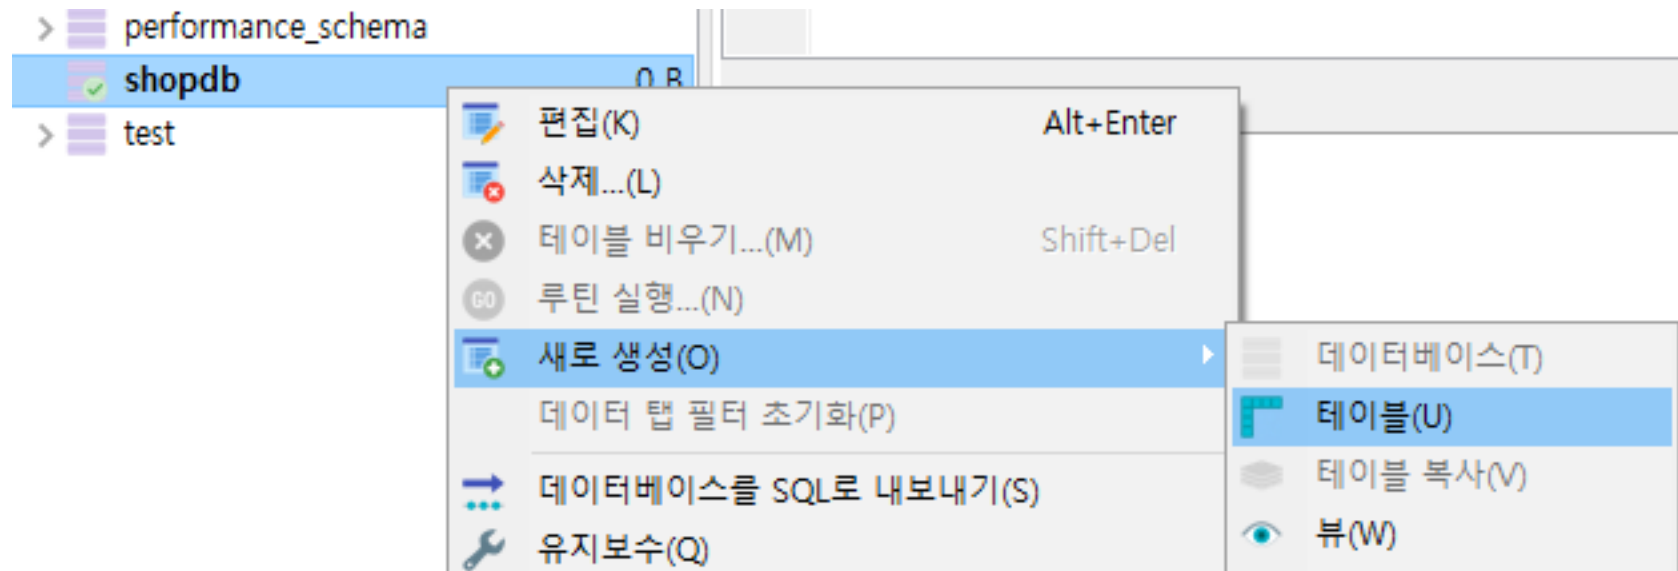 performance_schema
shopdb 0 B
test
편집(K) Alt+Enter
삭제...(L)
테이블 비우기...(M) Shift+Del
GO 루틴 실행...(N)
새로 생성(O)
데이터 탭 필터 초기화(P)
데이터베이스를 SQL로 내보내기(S)
유지보수(Q)
데이터베이스(T)
테이블(U)
테이블 복사(V)
뷰(W)